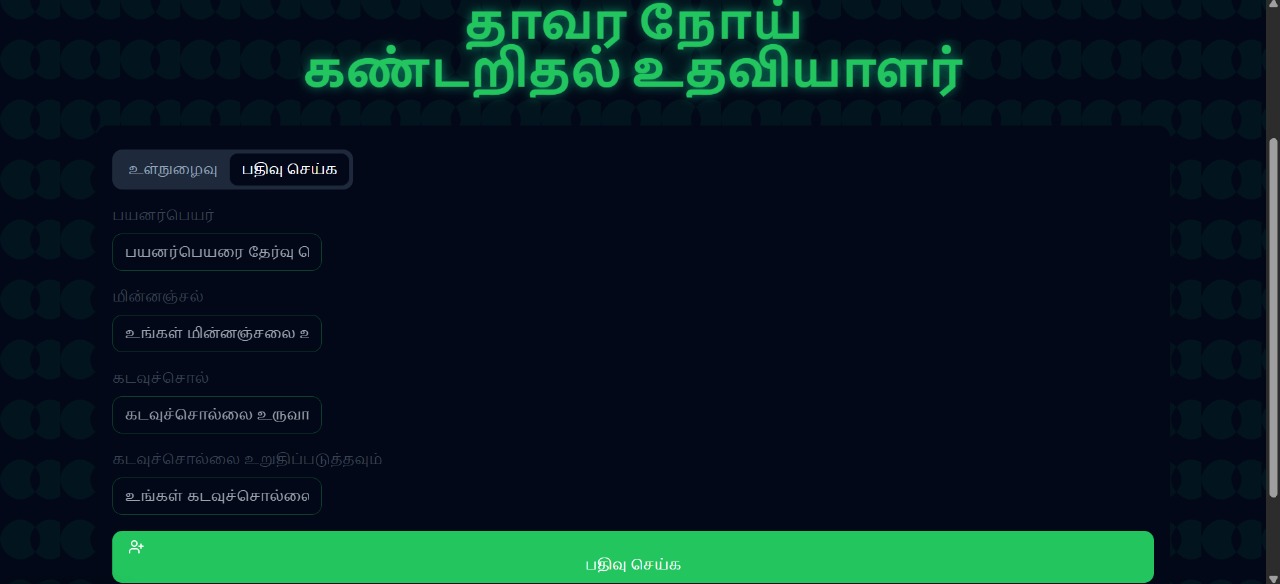 தாவர நோய்
கண்டறிதல் உதவியாளர்
உள்நுழைவு
பதிவு செய்க
பயனர்பெயர்
பயனர்பெயரை தேர்வு
மின்னஞ்சல்
உங்கள் மின்னஞ்சலை
கடவுச்சொல்
கடவுச்சொல்லை
கடவுச்சொல்லை உறுதிப்படுத்தவும்
உங்கள் கடவுச்சொல்லை
பதிவு செய்க